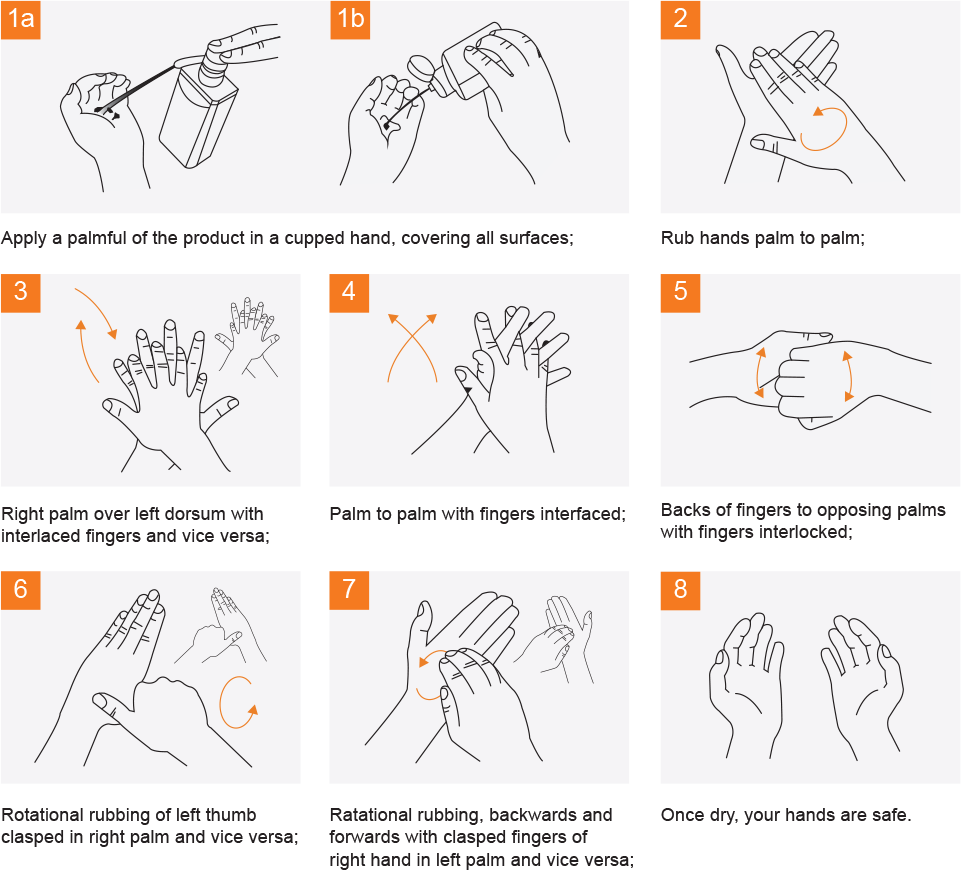 1a
1b
2
Apply a palmful of the product in a cupped hand, covering all surfaces;
Rub hands palm to palm;
3
4
5
Right palm over left dorsum with
interlaced fingers and vice versa;
Palm to palm with fingers interfaced;
Backs of fingers to opposing palms
with fingers interlocked;
6
7
8
Rotational rubbing of left thumb
clasped in right palm and vice versa;
Ratational rubbing, backwards and
forwards with clasped fingers of
right hand in left palm and vice versa;
Once dry, your hands are safe.